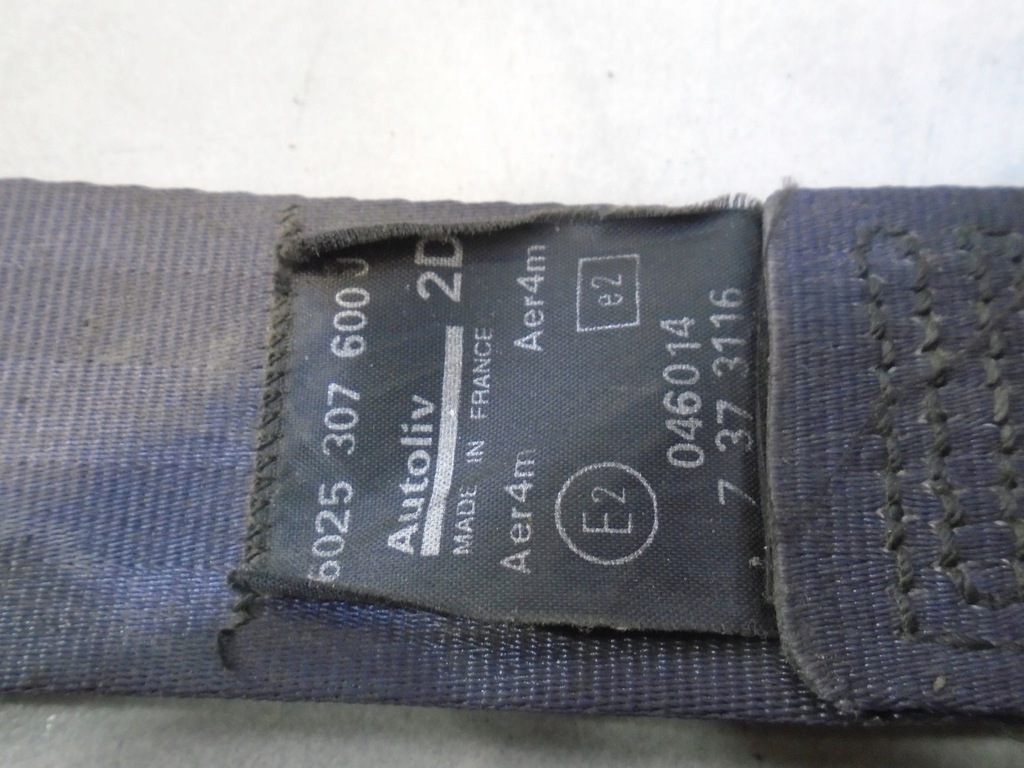 6025 307 600
Autoliv 2D
MADE IN FRANCE
Aer4m Aer4m
E2 e2
046014
7 37 3116